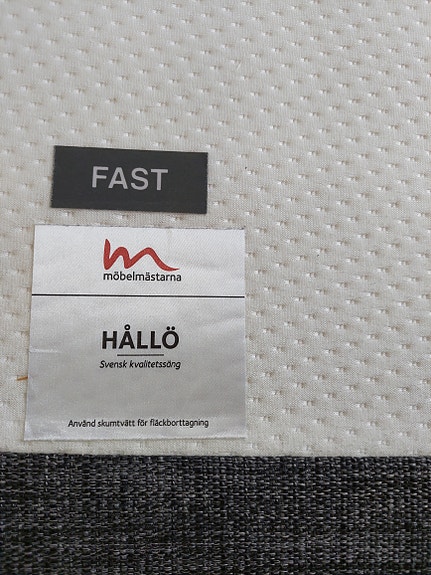 FAST
möbelmästarna
HÅLLÖ
Svensk kvalitetssäng
Använd skumtvätt för fläckborttagning